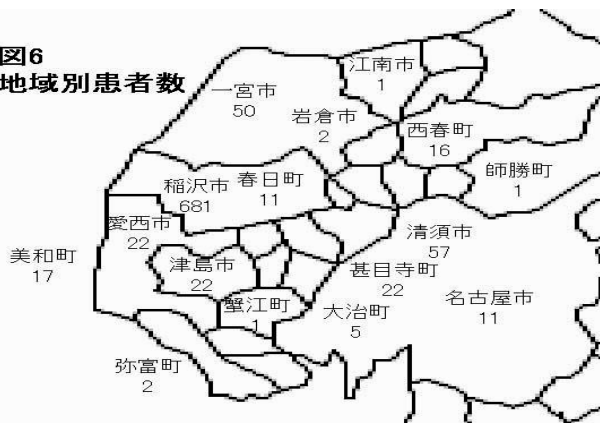 図6
地域別患者数
江南市
1
一宮市
50
岩倉市
2
西春町
16
師勝町
1
稲沢市
681
春日町
11
愛西市
22
清須市
57
美和町
17
津島市
22
甚目寺町
22
名古屋市
11
蟹江町
1
大治町
5
弥富町
2